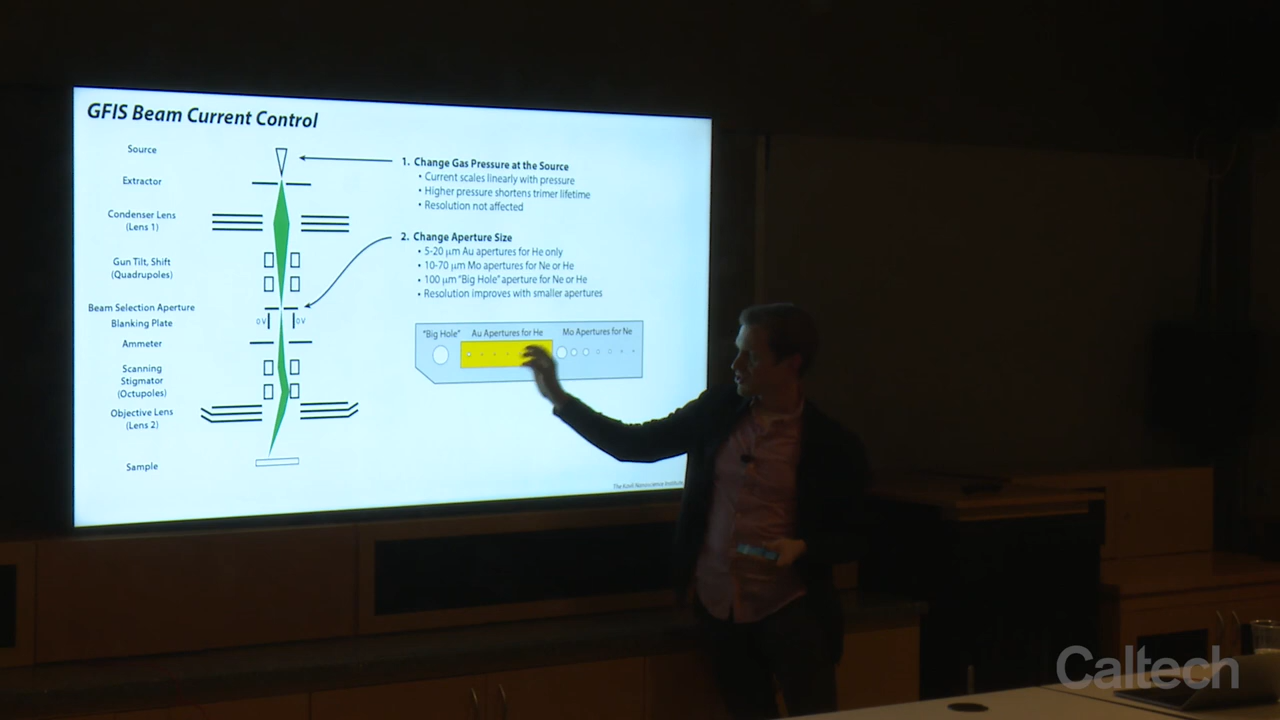 GFIS Beam Current Control
Source
Extractor
Condenser Lens
(Lens 1)
Gun Tilt, Shift
(Quadrupoles)
Beam Selection Aperture
Blanking Plate
0 V
0 V
Ammeter
Scanning
Stigmator
(Octupoles)
Objective Lens
(Lens 2)
Sample
1. Change Gas Pressure at the Source
• Current scales linearly with pressure
• Higher pressure shortens trimer lifetime
• Resolution not affected
2. Change Aperture Size
• 5-20 μm Au apertures for He only
• 10-70 μm Mo apertures for Ne or He
• 100 μm "Big Hole" aperture for Ne or He
• Resolution improves with smaller apertures
"Big Hole"
Au Apertures for He
Mo Apertures for Ne
The Kavli Nanoscience Institute
Caltech